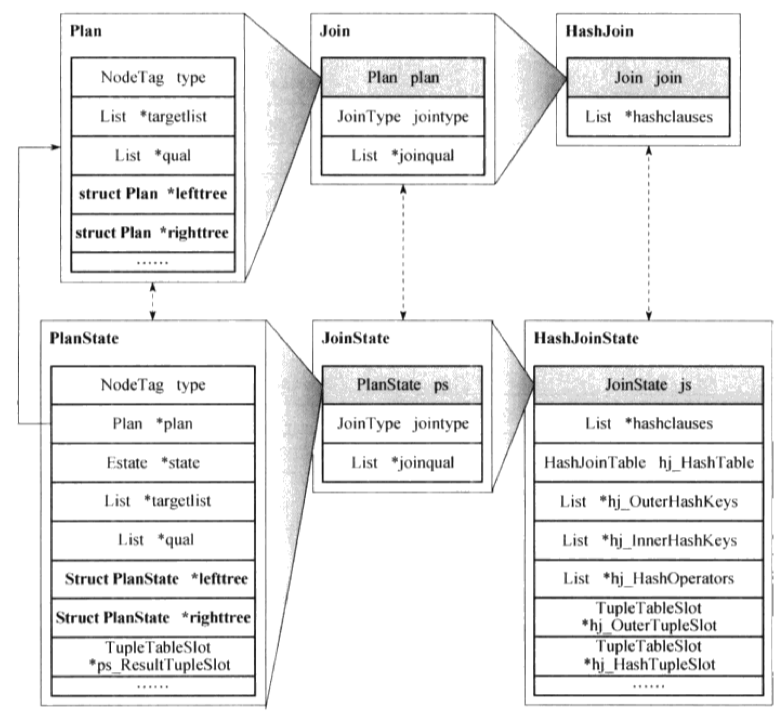 Plan
NodeTag type
List *targetlist
List *qual
struct Plan *lefttree
struct Plan *righttree
……
Join
Plan plan
JoinType jointype
List *joinqual
HashJoin
Join join
List *hashclauses
PlanState
NodeTag type
Plan *plan
Estate *state
List *targetlist
List *qual
Struct PlanState *lefttree
Struct PlanState *righttree
TupleTableSlot
*ps_ResultTupleSlot
……
JoinState
PlanState ps
JoinType jointype
List *joinqual
HashJoinState
JoinState js
List *hashclauses
HashJoinTable hj_HashTable
List *hj_OuterHashKeys
List *hj_InnerHashKeys
List *hj_HashOperators
TupleTableSlot
*hj_OuterTupleSlot
TupleTableSlot
*hj_HashTupleSlot
……